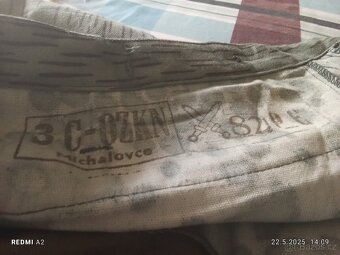 3 C-OZKN 82
Michalovce
REDMI A2
22.5.2025 14:09